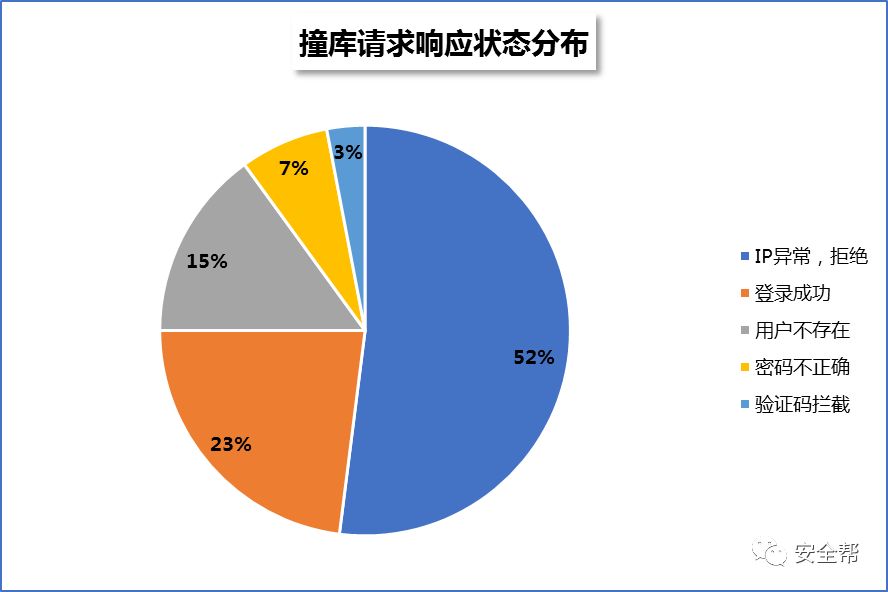 撞库请求响应状态分布
3%
7%
15%
52%
23%
IP异常，拒绝
登录成功
用户不存在
密码不正确
验证码拦截
安全帮